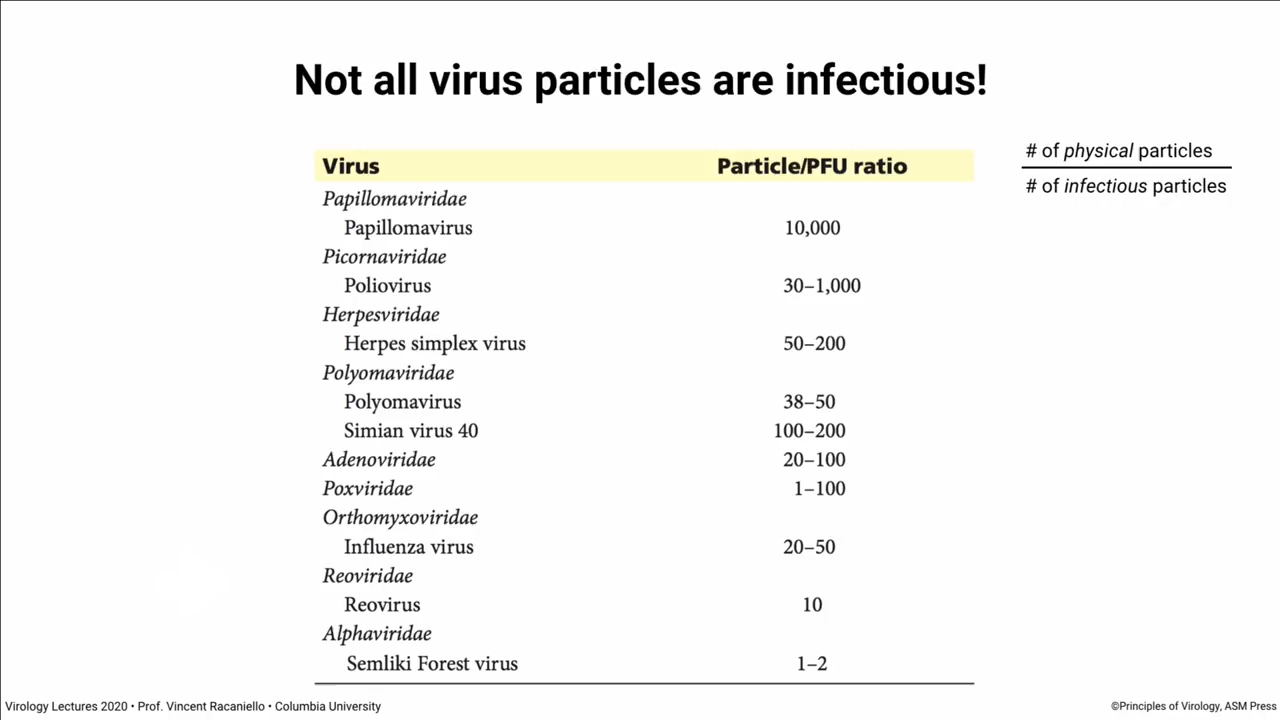 Not all virus particles are infectious!
Virus Particle/PFU ratio
# of physical particles
# of infectious particles
Papillomaviridae
Papillomavirus 10,000
Picornaviridae
Poliovirus 30–1,000
Herpesviridae
Herpes simplex virus 50–200
Polyomaviridae
Polyomavirus 38–50
Simian virus 40 100–200
Adenoviridae 20–100
Poxviridae 1–100
Orthomyxoviridae
Influenza virus 20–50
Reoviridae
Reovirus 10
Alphaviridae
Semliki Forest virus 1–2
Virology Lectures 2020 • Prof. Vincent Racaniello • Columbia University
©Principles of Virology, ASM Press